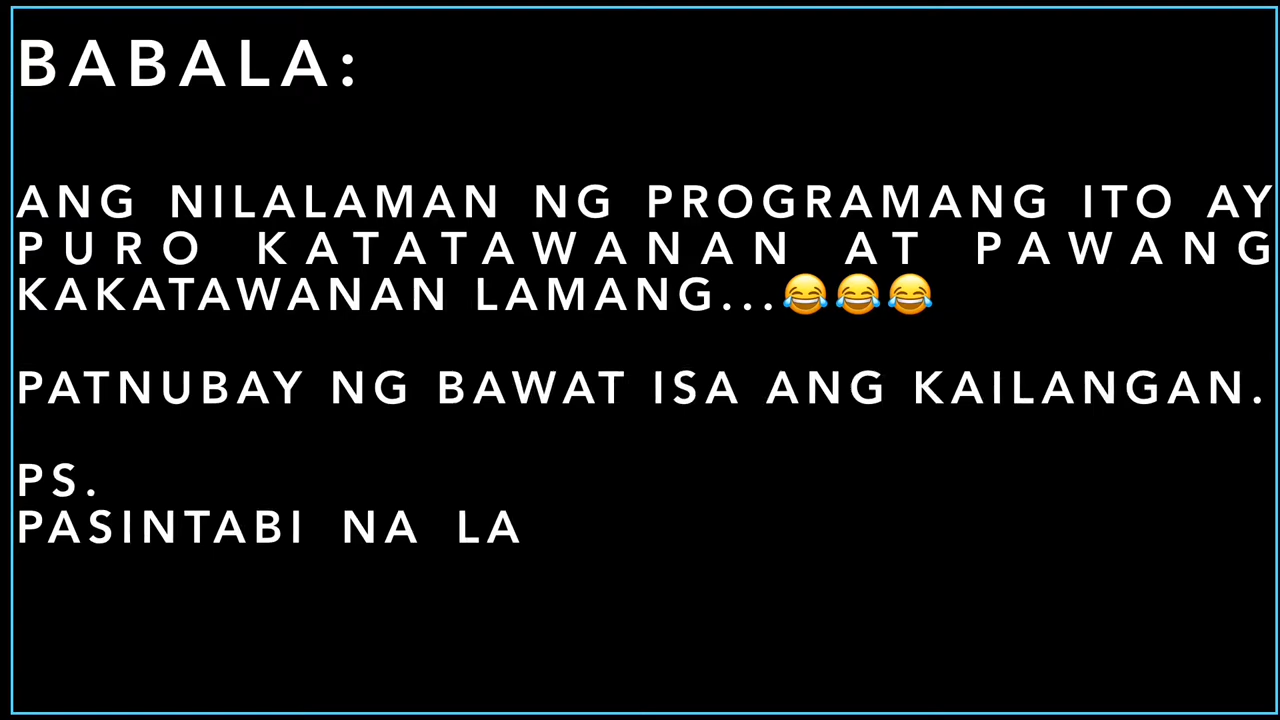 BABALA:
ANG NILALAMAN NG PROGRAMANG ITO AY
PURO KATATAWANAN AT PAWANG
KAKATAWANAN LAMANG...😂😂😂
PATNUBAY NG BAWAT ISA ANG KAILANGAN.
PS.
PASINTABI NA LA